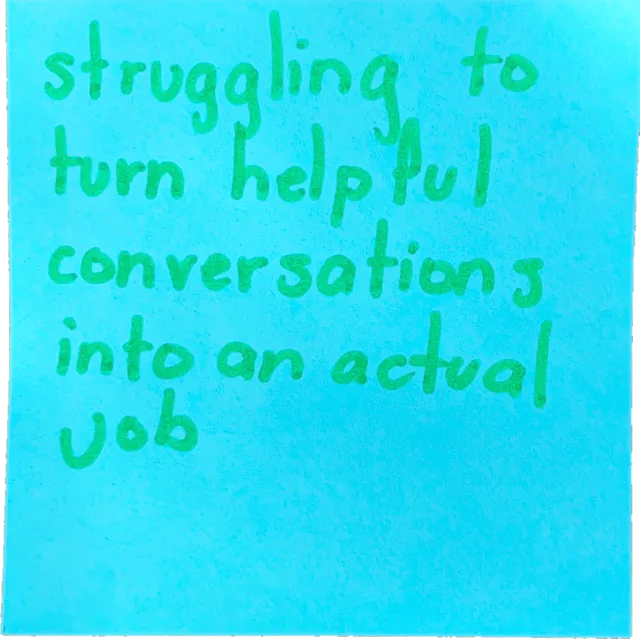 struggling to
turn helpful
conversations
into an actual
job